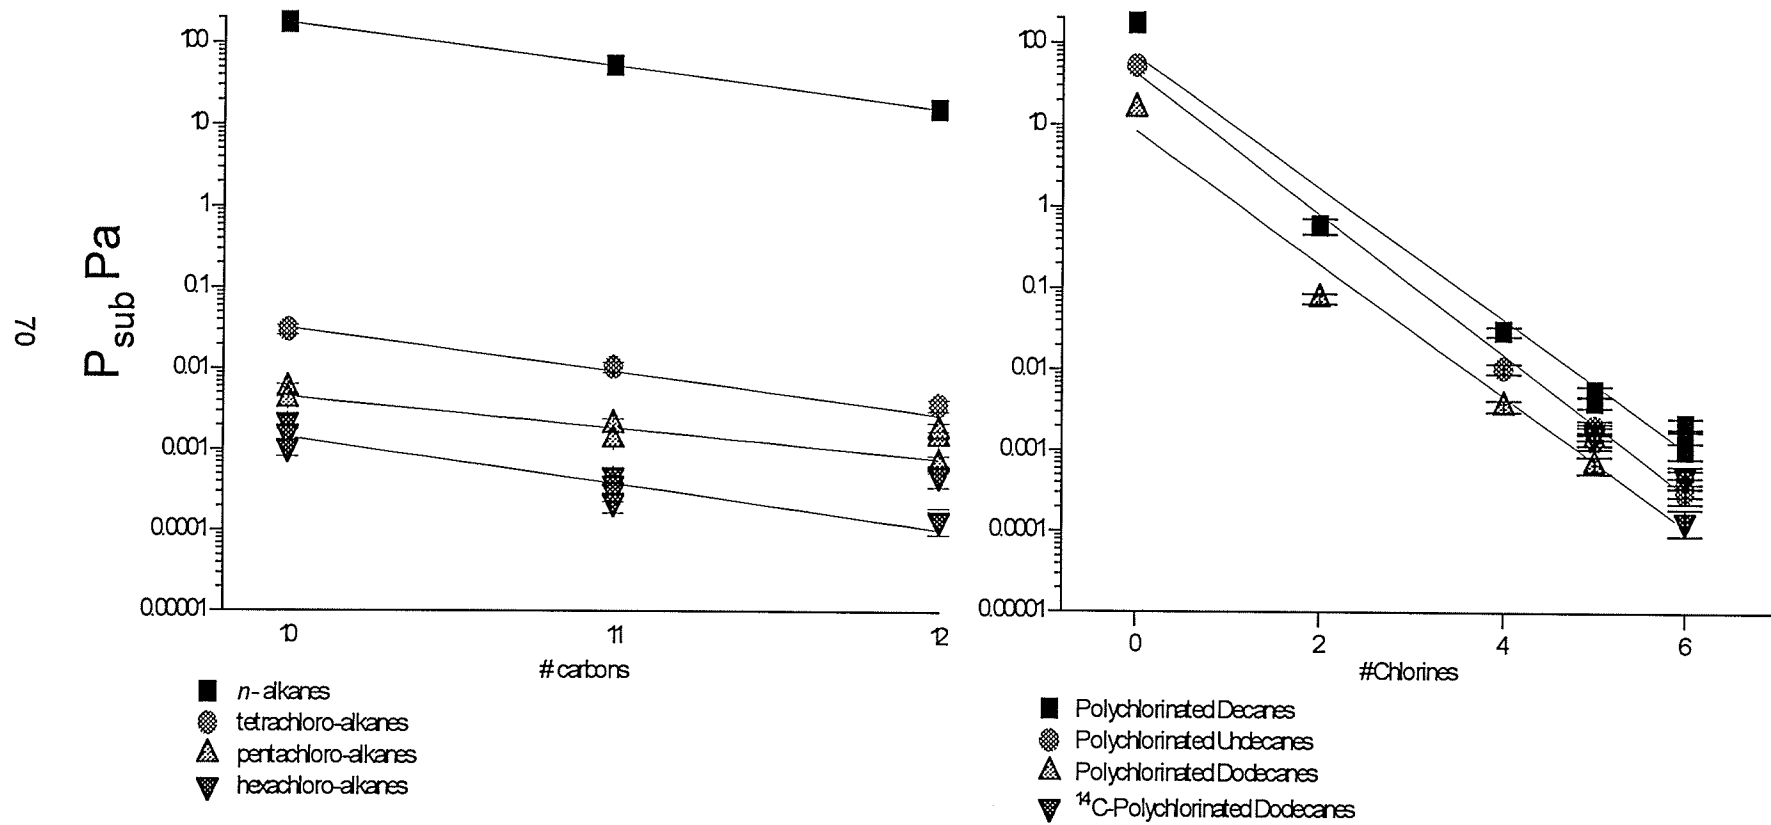 70
P sub Pa
100
10
1
0.1
0.01
0.001
0.0001
0.00001
10 11 12
# carbons
n- alkanes
tetrachloro-alkanes
pentachloro-alkanes
hexachloro-alkanes
100
10
1
0.1
0.01
0.001
0.0001
0.00001
0 2 4 6
#Chlorines
Polychlorinated Decanes
Polychlorinated Undecanes
Polychlorinated Dodecanes
14C-Polychlorinated Dodecanes